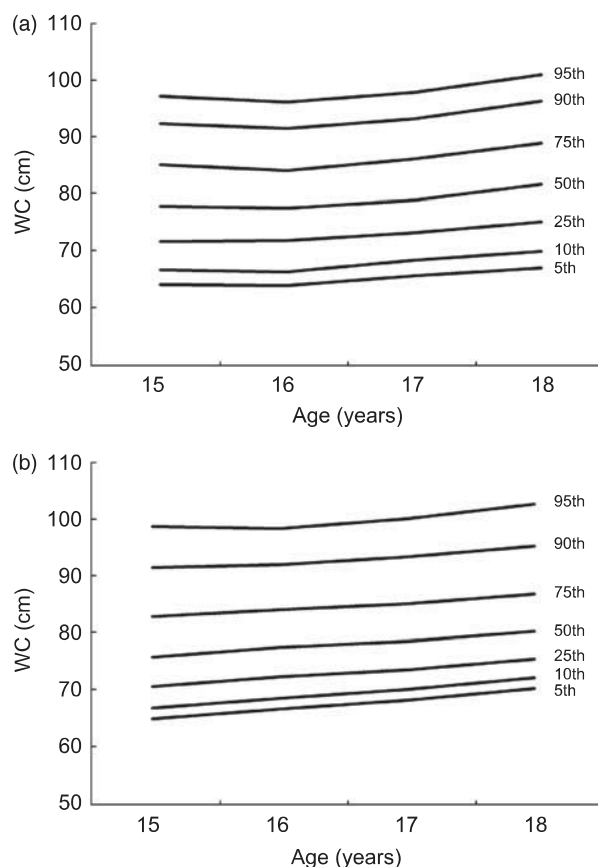 (a)
110
100
90
80
70
60
50
WC (cm)
95th
90th
75th
50th
25th
10th
5th
15 16 17 18
Age (years)
(b)
110
100
90
80
70
60
50
WC (cm)
95th
90th
75th
50th
25th
10th
5th
15 16 17 18
Age (years)